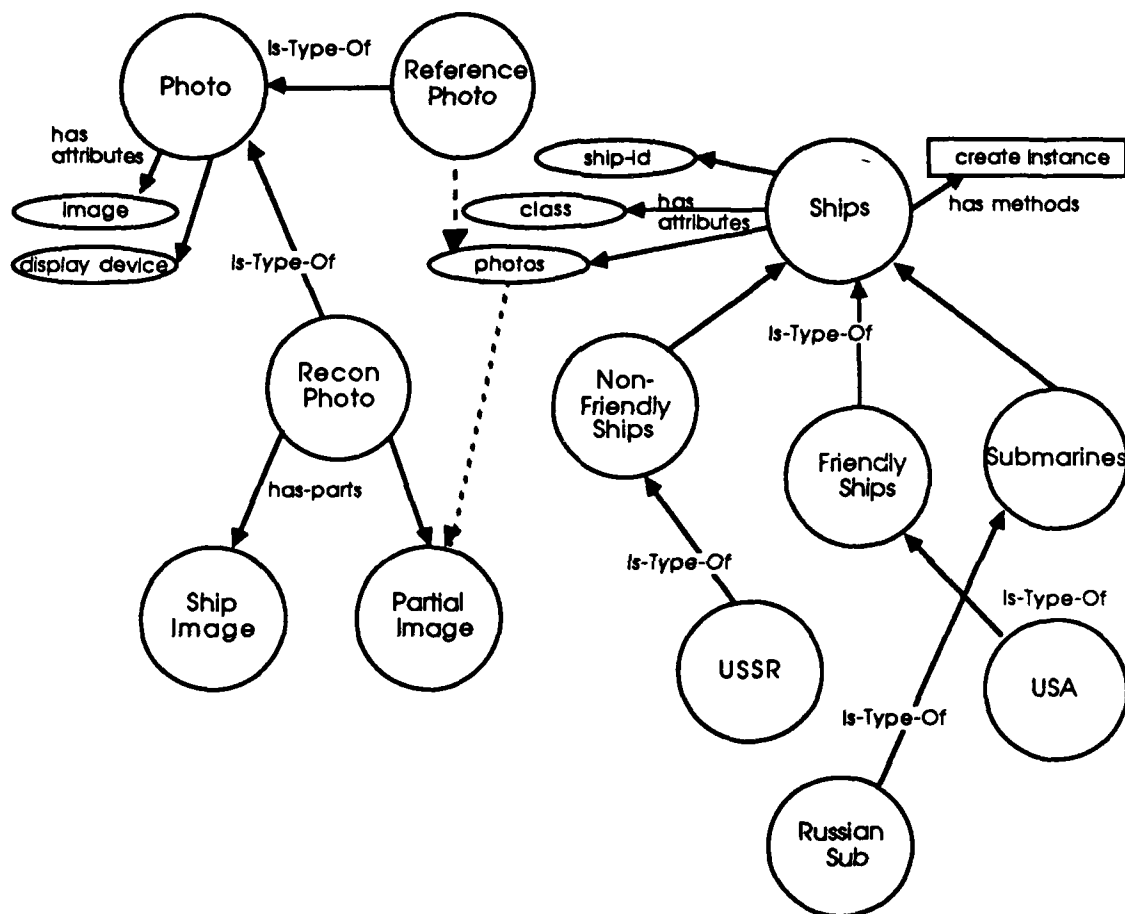 Is-Type-Of
Photo
Reference
Photo
has
attributes
image
display device
Is-Type-Of
ship-id
class
has
attributes
photos
Ships
create instance
has methods
Recon
Photo
has-parts
Ship
Image
Partial
Image
Non-
Friendly
Ships
Is-Type-Of
Friendly
Ships
Submarines
Is-Type-Of
USSR
Is-Type-Of
USA
Is-Type-Of
Russian
Sub